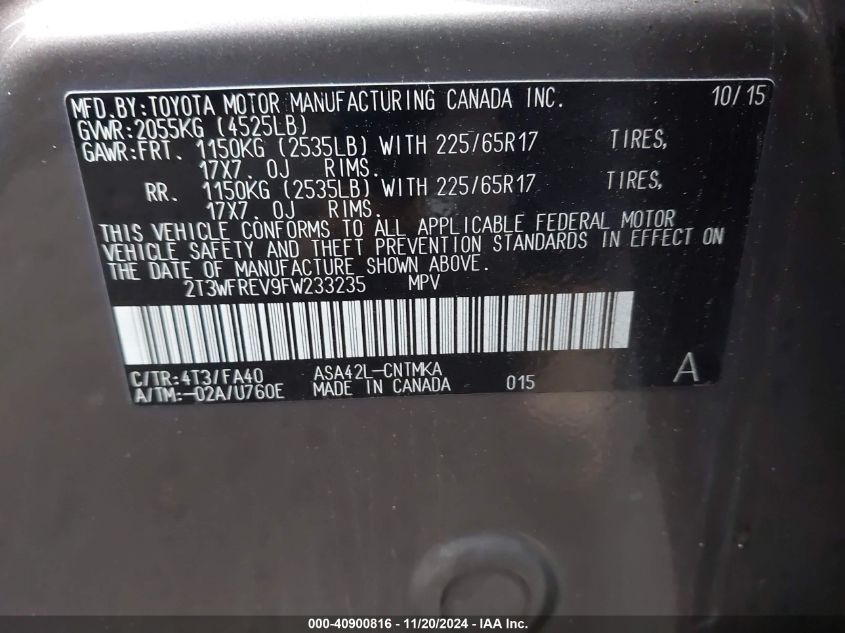 MFD.BY:TOYOTA MOTOR MANUFACTURING CANADA INC. 10/15
GVWR:2055KG (4525LB)
GAWR:FRT. 1150KG (2535LB) WITH 225/65R17 TIRES,
17X7.0J RIMS.
RR. 1150KG (2535LB) WITH 225/65R17 TIRES,
17X7.0J RIMS.
THIS VEHICLE CONFORMS TO ALL APPLICABLE FEDERAL MOTOR
VEHICLE SAFETY AND THEFT PREVENTION STANDARDS IN EFFECT ON
THE DATE OF MANUFACTURE SHOWN ABOVE.
2T3WFREV9FW233235 MPV
C/TR:4T3/FA40 ASA42L-CNTMKA
A/TM:-02A/U760E MADE IN CANADA 015 A
000-40900816 - 11/20/2024 - IAA Inc.